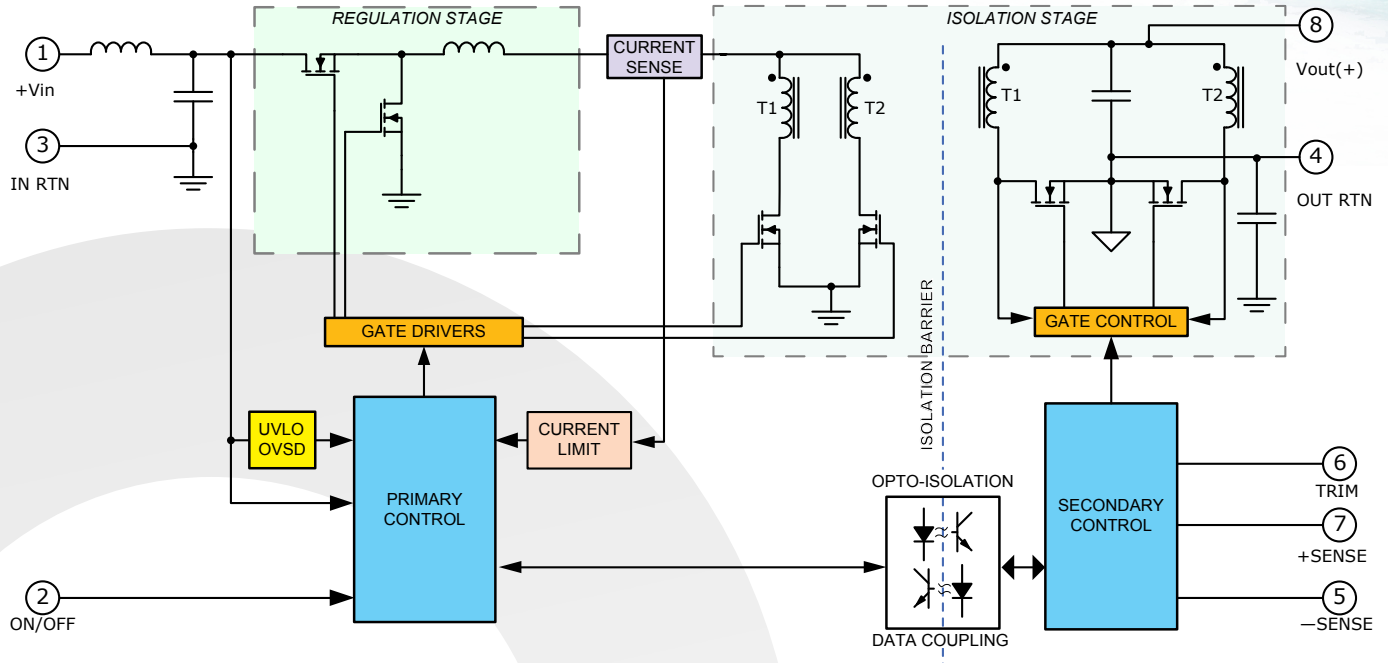 REGULATION STAGE
ISOLATION STAGE
1
+Vin
CURRENT
SENSE
8
Vout(+)
T1
T2
T1
T2
3
IN RTN
4
OUT RTN
GATE DRIVERS
GATE CONTROL
ISOLATION BARRIER
UVLO
OVSD
CURRENT
LIMIT
PRIMARY
CONTROL
OPTO-ISOLATION
DATA COUPLING
SECONDARY
CONTROL
6
TRIM
7
+SENSE
5
—SENSE
2
ON/OFF